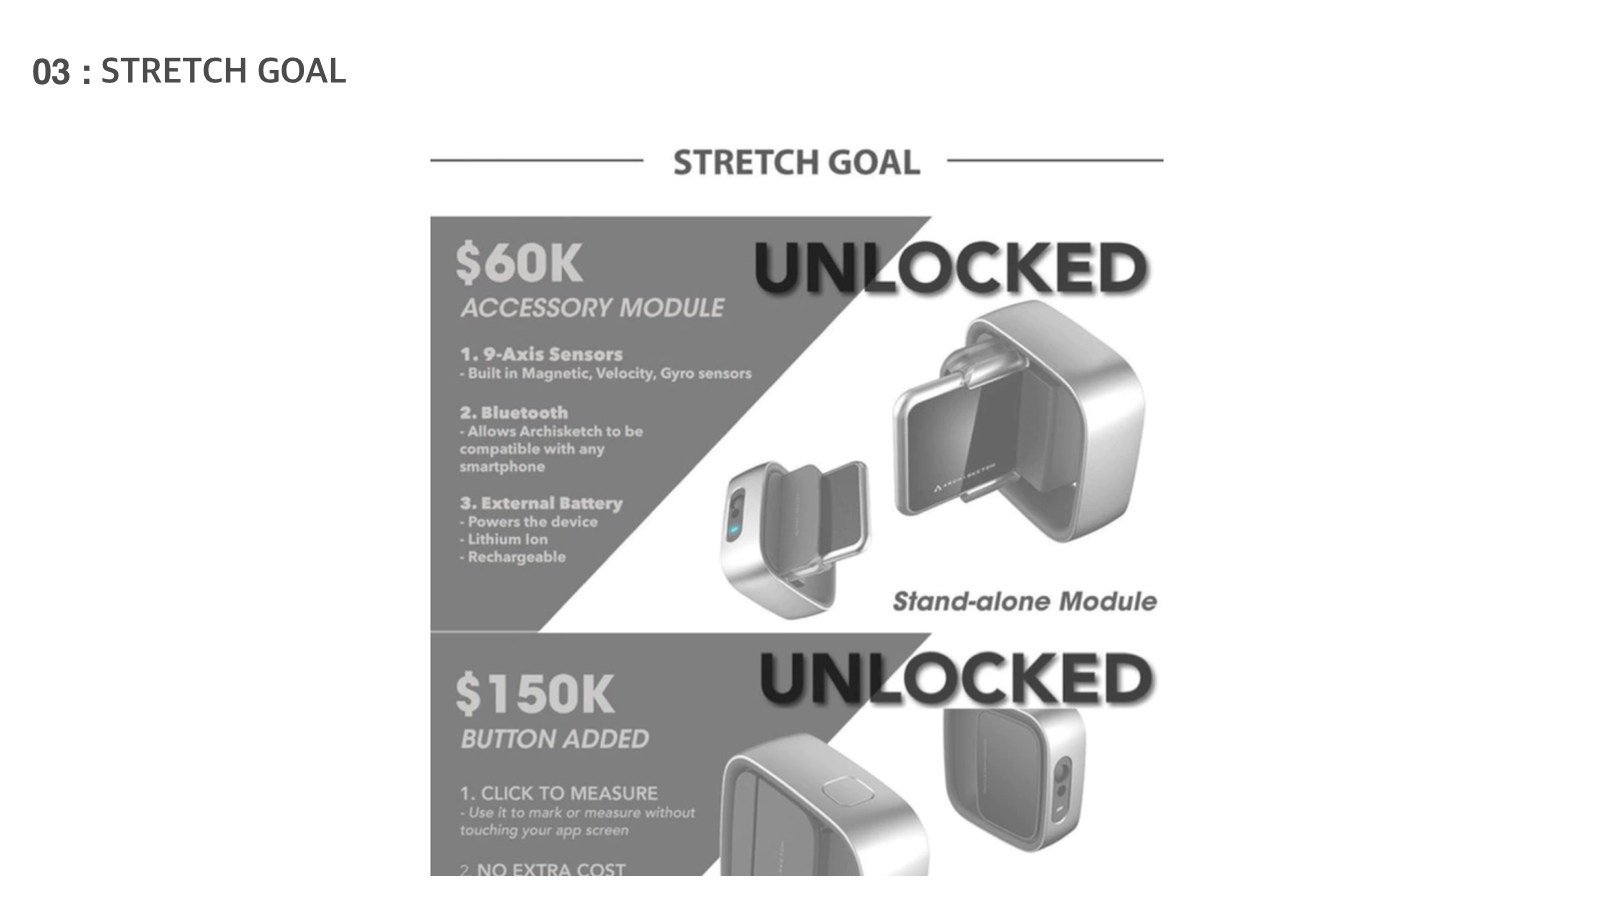 03 : STRETCH GOAL
STRETCH GOAL
$60K
UNLOCKED
ACCESSORY MODULE
1. 9-Axis Sensors
- Built in Magnetic, Velocity, Gyro sensors
2. Bluetooth
- Allows Archisketch to be
compatible with any
smartphone
3. External Battery
- Powers the device
- Lithium Ion
- Rechargeable
ARCHISKETCH
Stand-alone Module
$150K
UNLOCKED
BUTTON ADDED
1. CLICK TO MEASURE
- Use it to mark or measure without
touching your app screen
2. NO EXTRA COST